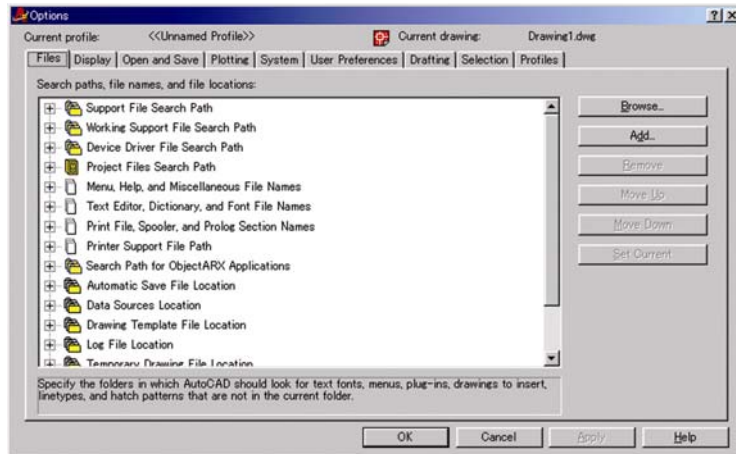 Options
Current profile: <<Unnamed Profile>> Current drawing: Drawing1.dwg
Files Display Open and Save Plotting System User Preferences Drafting Selection Profiles
Search paths, file names, and file locations:
Support File Search Path
Working Support File Search Path
Device Driver File Search Path
Project Files Search Path
Menu, Help, and Miscellaneous File Names
Text Editor, Dictionary, and Font File Names
Print File, Spooler, and Prolog Section Names
Printer Support File Path
Search Path for ObjectARX Applications
Automatic Save File Location
Data Sources Location
Drawing Template File Location
Log File Location
Temporary Drawing File Location
Browse...
Add...
Remove
Move Up
Move Down
Set Current
Specify the folders in which AutoCAD should look for text fonts, menus, plug-ins, drawings to insert,
linetypes, and hatch patterns that are not in the current folder.
OK Cancel Apply Help